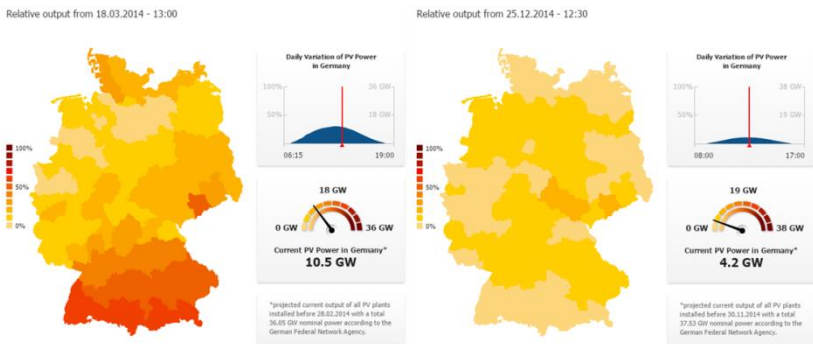 Relative output from 18.03.2014 - 13:00
Daily Variation of PV Power
in Germany
100%
36 GW
50%
18 GW
06:15
19:00
100%
50%
0%
18 GW
0 GW
36 GW
Current PV Power in Germany*
10.5 GW
*projected current output of all PV plants
installed before 28.02.2014 with a total
36.05 GW nominal power according to the
German Federal Network Agency.
Relative output from 25.12.2014 - 12:30
Daily Variation of PV Power
in Germany
100%
38 GW
50%
19 GW
08:00
17:00
100%
50%
0%
19 GW
0 GW
38 GW
Current PV Power in Germany*
4.2 GW
*projected current output of all PV plants
installed before 30.11.2014 with a total
37.53 GW nominal power according to the
German Federal Network Agency.